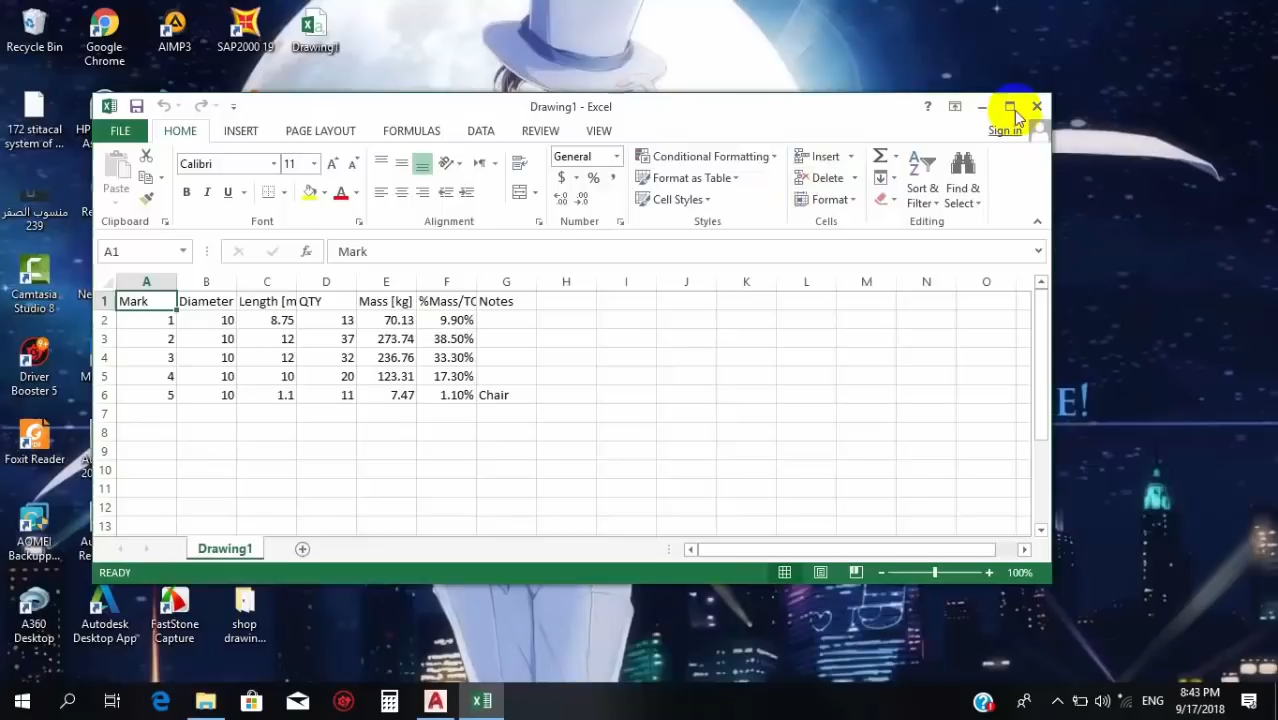 Recycle Bin
Google
Chrome
AIMP3
SAP2000 19
Drawing1
172 stitacal
system of ...
HP
منسوب الصفر
239
Camtasia
Studio 8
Driver
Booster 5
Foxit Reader
AOMEI
Backupp...
A360
Desktop
Autodesk
Desktop App
FastStone
Capture
shop
drawin...
Drawing1 - Excel
?
FILE
HOME
INSERT
PAGE LAYOUT
FORMULAS
DATA
REVIEW
VIEW
Sign in
Paste
Clipboard
Calibri
11
B I U
Font
Alignment
General
$ % ,
Number
Conditional Formatting
Format as Table
Cell Styles
Styles
Insert
Delete
Format
Cells
Sort &
Filter
Find &
Select
Editing
A1
fx
Mark
A B C D E F G H I J K L M N O
1 Mark Diameter Length [m QTY Mass [kg] %Mass/TO Notes
2 1 10 8.75 13 70.13 9.90%
3 2 10 12 37 273.74 38.50%
4 3 10 12 32 236.76 33.30%
5 4 10 10 20 123.31 17.30%
6 5 10 1.1 11 7.47 1.10% Chair
7
8
9
10
11
12
13
Drawing1
READY
100%
E!
ENG
8:43 PM
9/17/2018